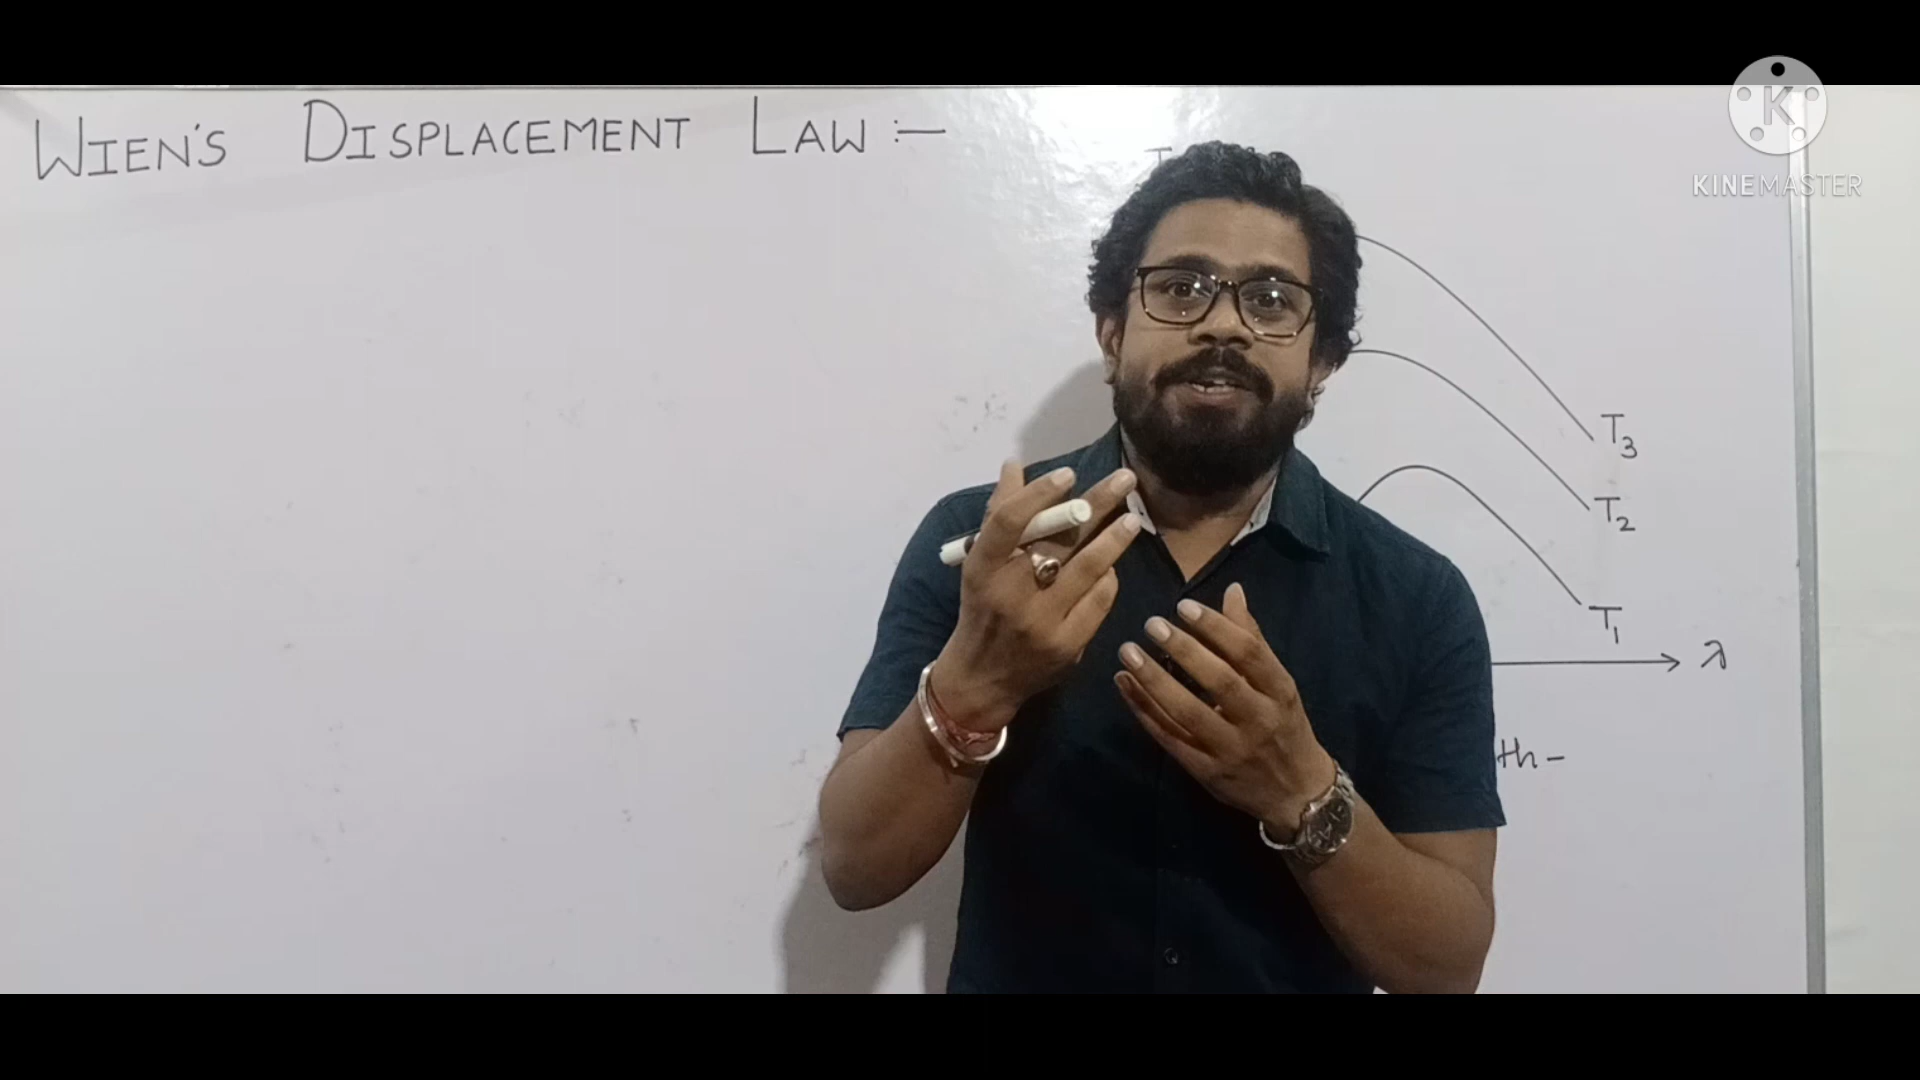 WIEN'S DISPLACEMENT LAW :-
K
KINEMASTER
T3
T2
T1
λ
th-